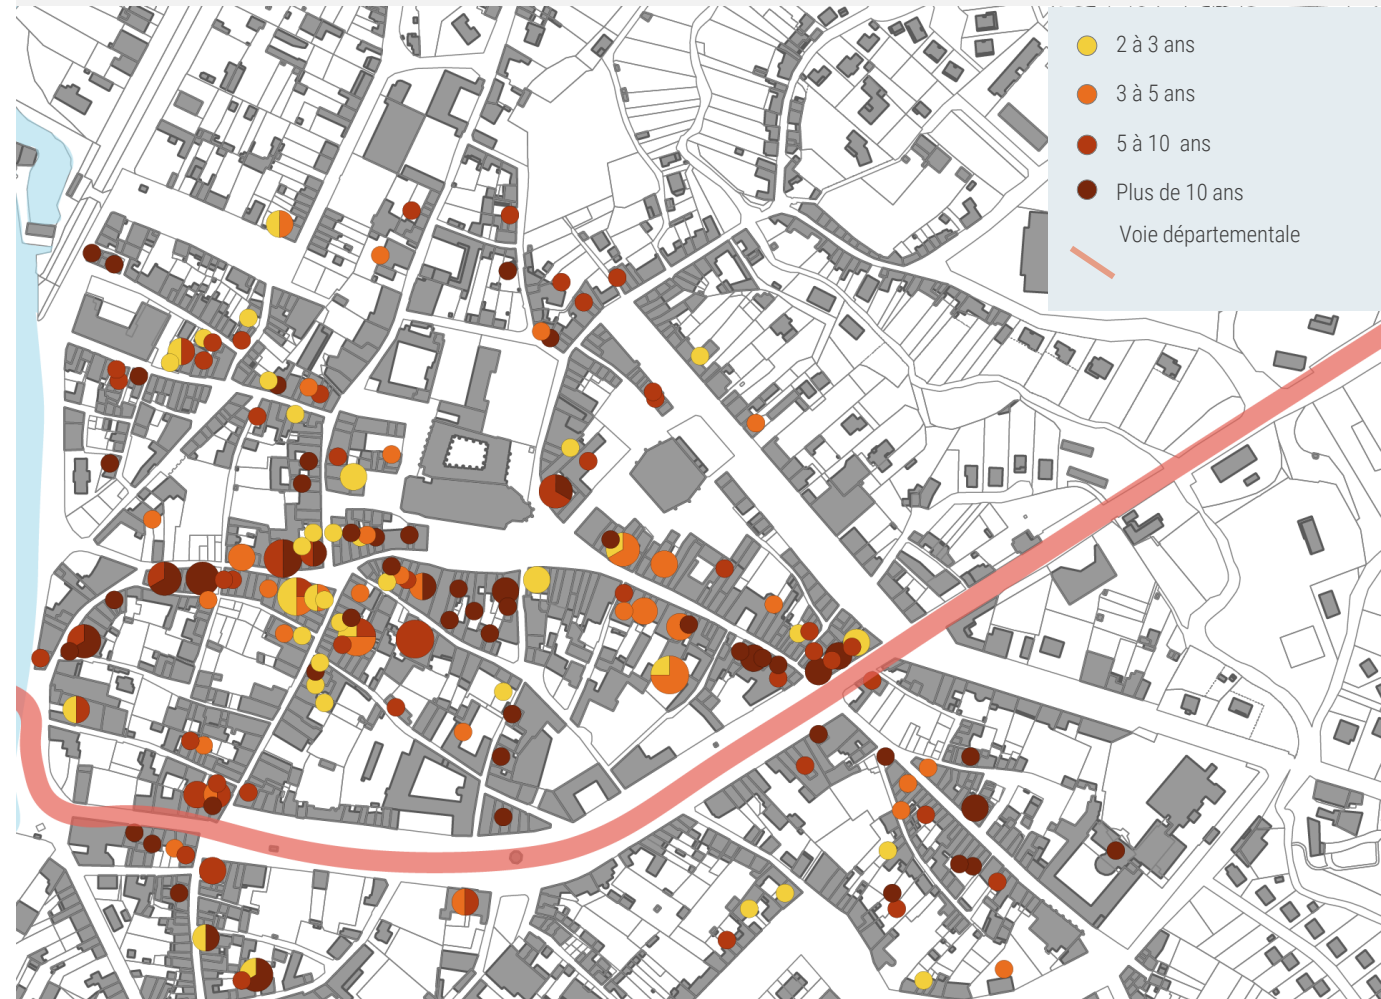 2 à 3 ans
3 à 5 ans
5 à 10 ans
Plus de 10 ans
Voie départementale